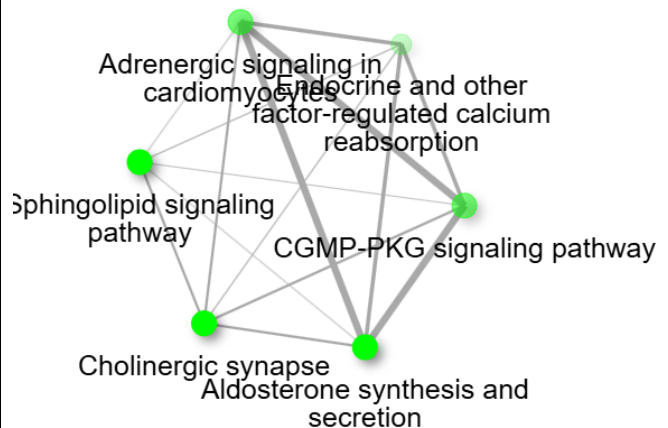 Adrenergic signaling in
cardiomyocytes
Endocrine and other
factor-regulated calcium
reabsorption
Sphingolipid signaling
pathway
CGMP-PKG signaling pathway
Cholinergic synapse
Aldosterone synthesis and
secretion